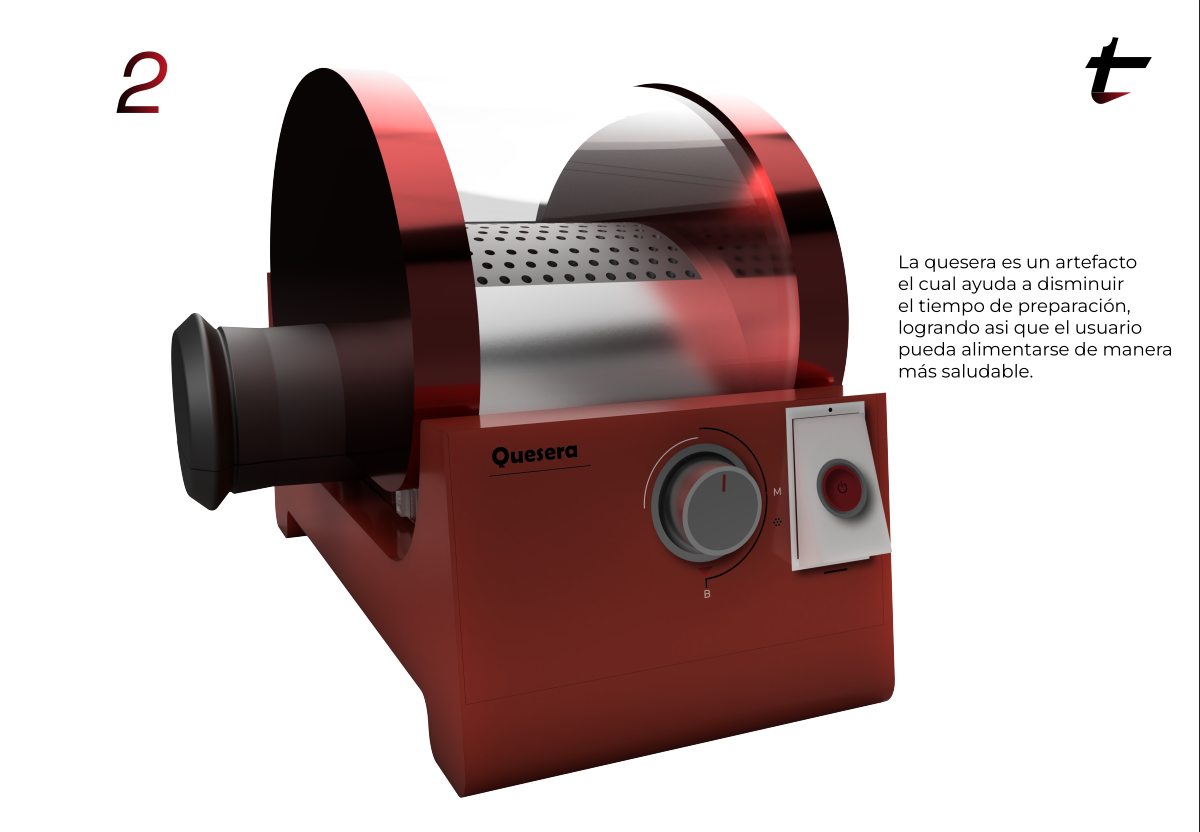 2
t
La quesera es un artefacto
el cual ayuda a disminuir
el tiempo de preparación,
logrando asi que el usuario
pueda alimentarse de manera
más saludable.
Quesera
M
B